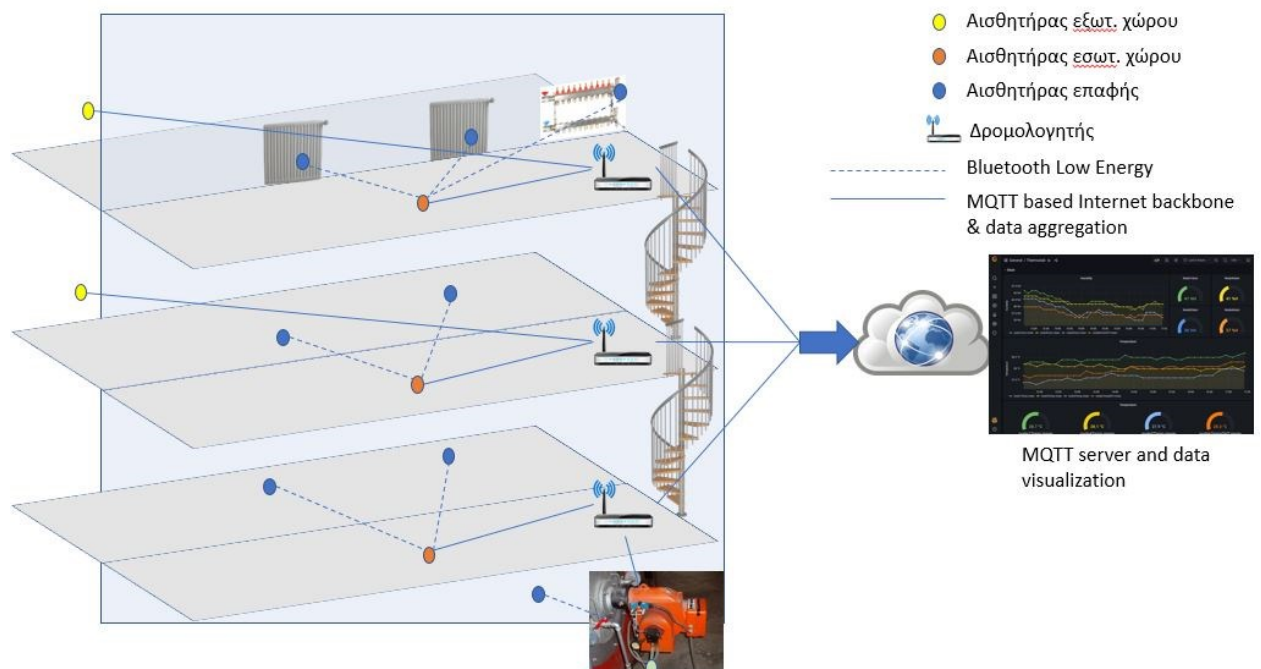 Αισθητήρας εξωτ. χώρου
Αισθητήρας εσωτ. χώρου
Αισθητήρας επαφής
Δρομολογητής
Bluetooth Low Energy
MQTT based Internet backbone
& data aggregation
MQTT server and data
visualization